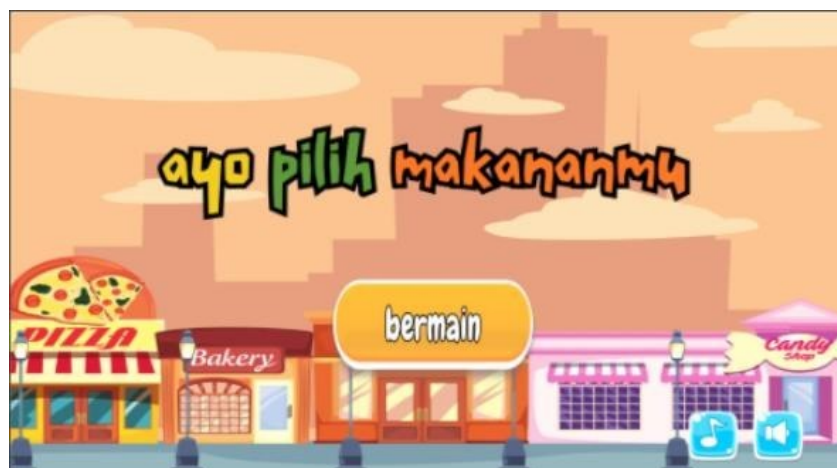 ayo pilih makananmu
bermain
PIZZA
Bakery
Candy
Shop